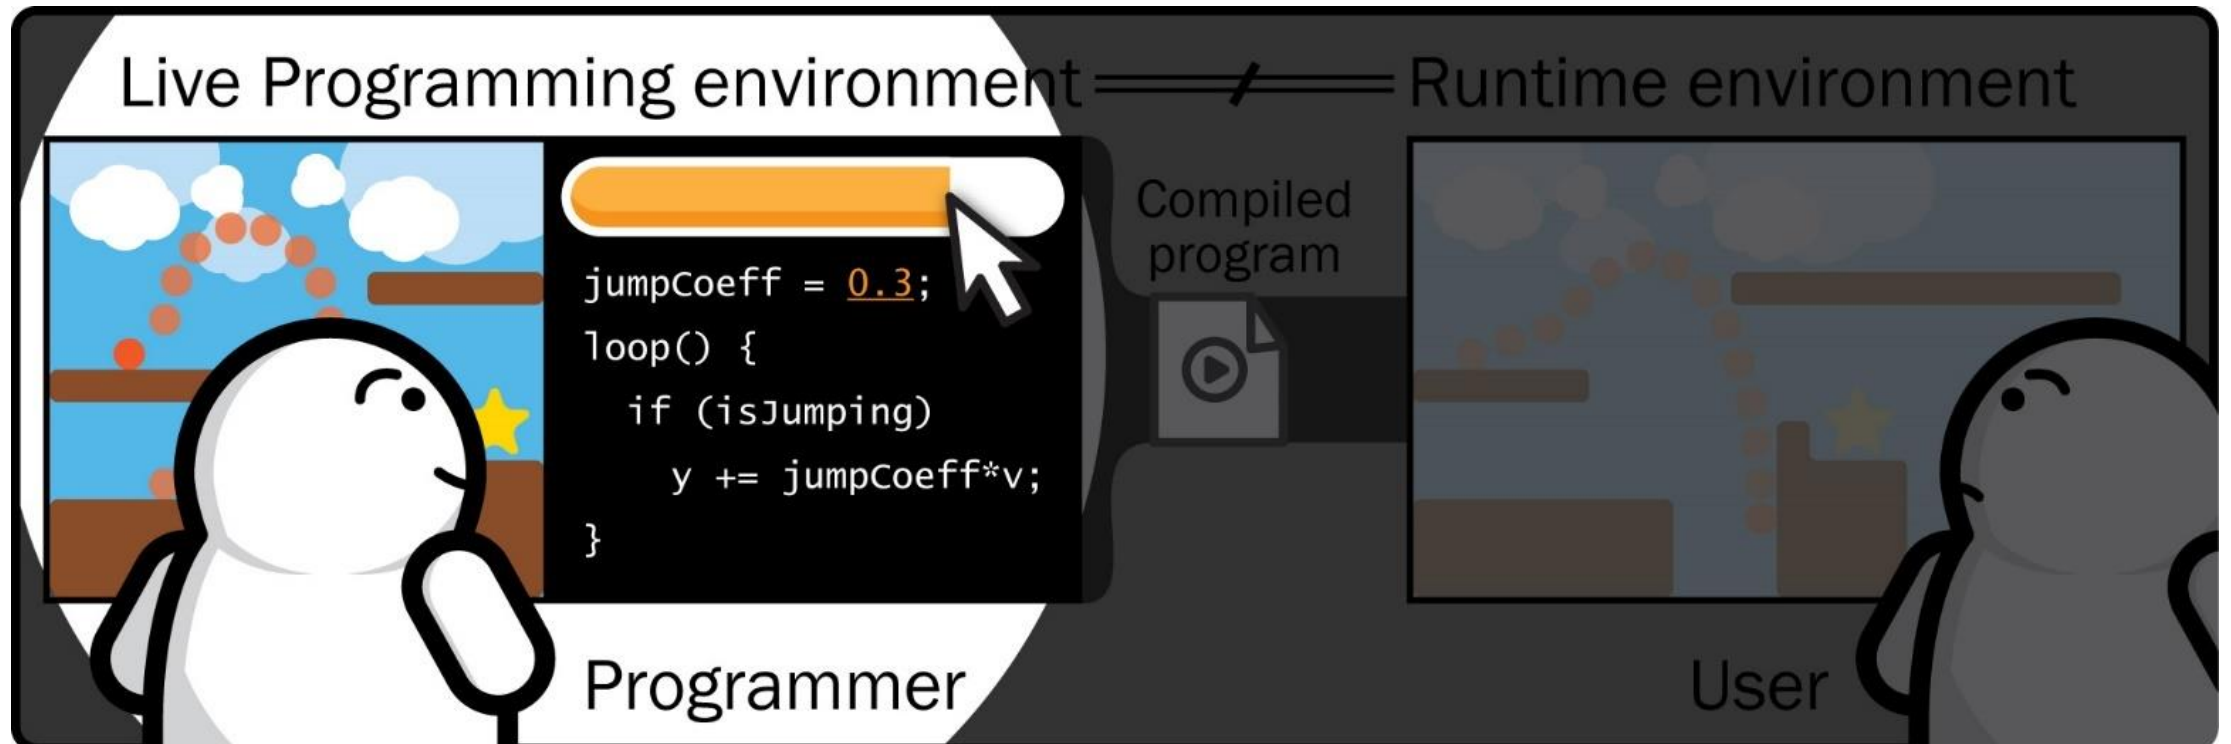 Live Programming environment
Runtime environment
jumpCoeff = 0.3;
loop() {
if (isJumping)
y += jumpCoeff*v;
}
Compiled
program
Programmer
User